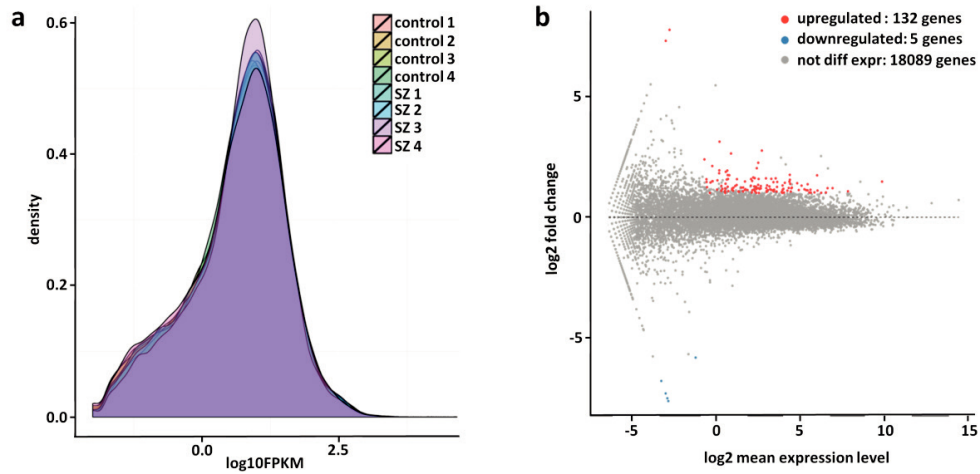 a
0.6
0.4
0.2
0.0
density
0.0 2.5
log10FPKM
control 1
control 2
control 3
control 4
SZ 1
SZ 2
SZ 3
SZ 4
b
upregulated : 132 genes
downregulated: 5 genes
not diff expr: 18089 genes
5
0
-5
log2 fold change
-5 0 5 10 15
log2 mean expression level